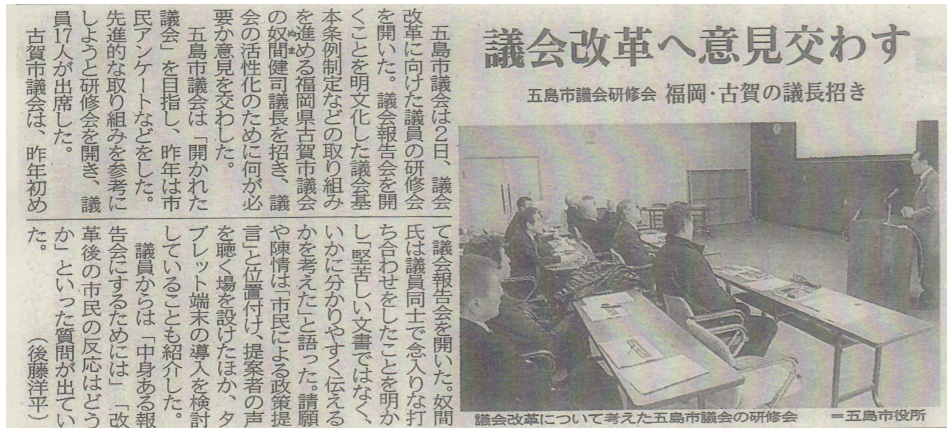 議会改革へ意見交わす
五島市議会研修会 福岡・古賀の議長招き
五島市議会は2日、議会
改革に向けた議員の研修会
を開いた。議会報告会を開
くことを明文化した議会基
本条例制定などの取り組み
を進める福岡県古賀市議会
の奴間健司議長を招き、議
ぬま
会の活性化のために何が必
要か意見を交わした。
五島市議会は「開かれた
議会」を目指し、昨年は市
民アンケートなどをした。
先進的な取り組みを参考に
しようと研修会を開き、議
員17人が出席した。
古賀市議会は、昨年初め
て議会報告会を開いた。奴間
氏は議員同士で念入りな打
ち合わせをしたことを明か
し「堅苦しい文書ではなく、
いかに分かりやすく伝える
かを考えた」と語った。請願
や陳情は「市民による政策提
言」と位置付け、提案者の声
を聴く場を設けたほか、タ
ブレット端末の導入を検討
していることも紹介した。
議員からは「中身ある報
告会にするためには」「改
革後の市民の反応はどう
か」といった質問が出てい
た。
（後藤洋平）
議会改革について考えた五島市議会の研修会 ＝五島市役所